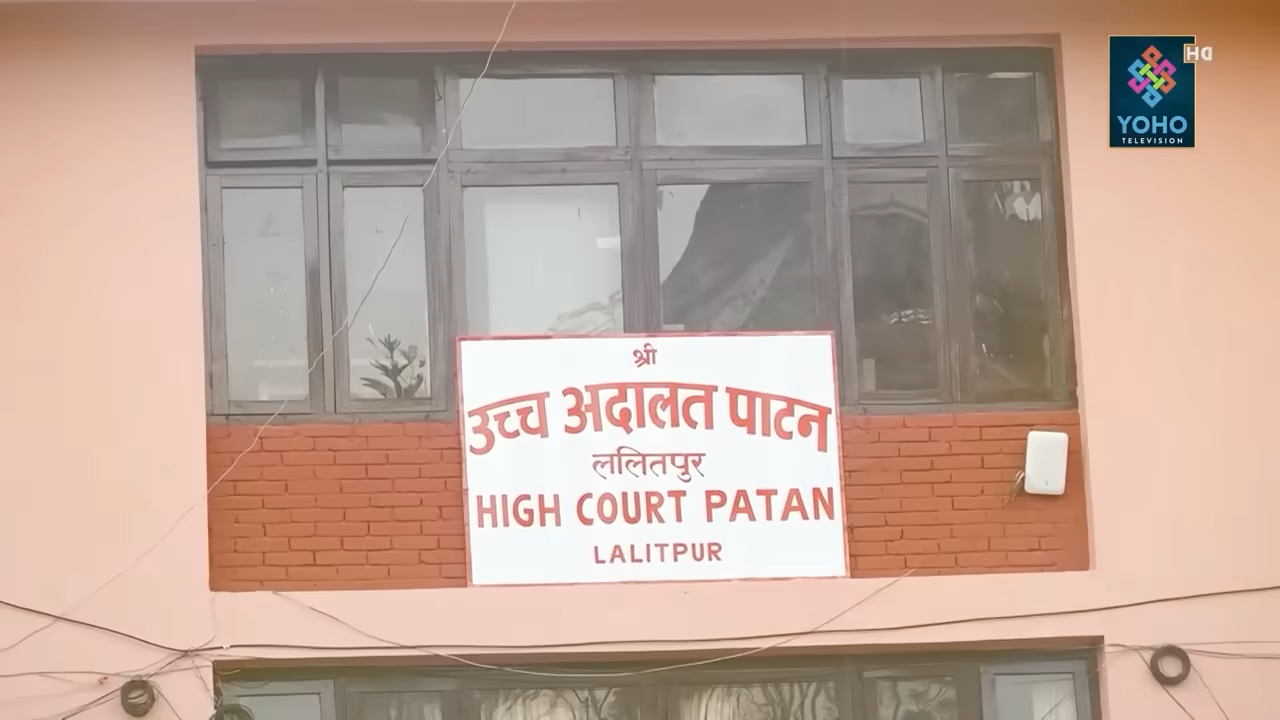 HD
YOHO
TELEVISION
श्री
उच्च अदालत पाटन
ललितपुर
HIGH COURT PATAN
LALITPUR